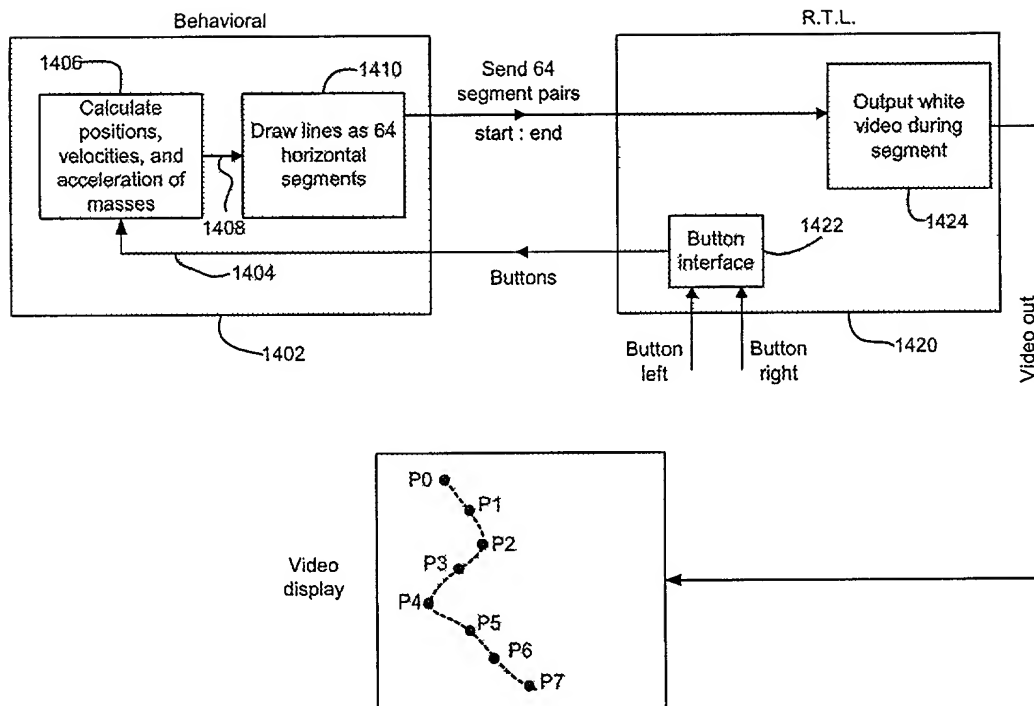 Behavioral
R.T.L.
1406
1410
Calculate
positions,
velocities, and
acceleration of
masses
Draw lines as 64
horizontal
segments
1408
Send 64
segment pairs
start : end
Output white
video during
segment
1424
1404
Buttons
Button
interface
1422
1402
Button
left
Button
right
1420
Video out
Video
display
P0
P1
P2
P3
P4
P5
P6
P7